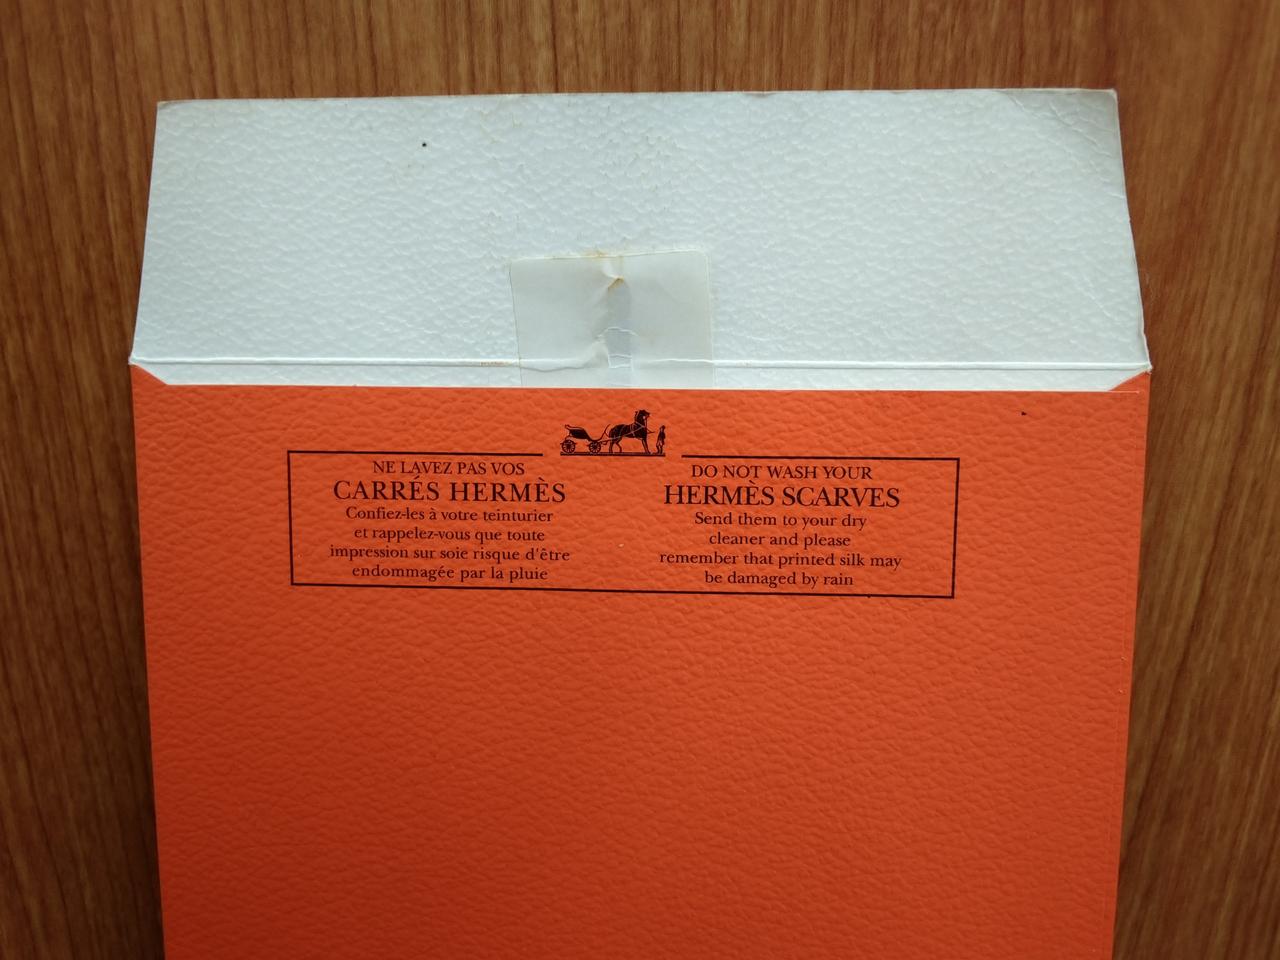 NE LAVEZ PAS VOS
CARRÉS HERMÈS
Confiez-les à votre teinturier
et rappelez-vous que toute
impression sur soie risque d'être
endommagée par la pluie
DO NOT WASH YOUR
HERMÈS SCARVES
Send them to your dry
cleaner and please
remember that printed silk may
be damaged by rain